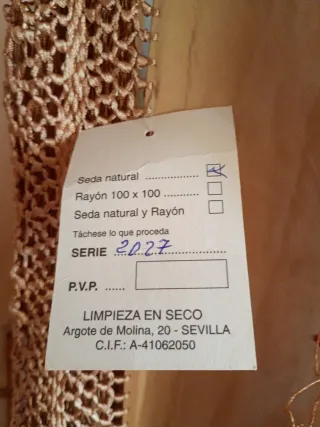 Seda natural ..................
Rayón 100 x 100 ...........
Seda natural y Rayón
Táchese lo que proceda
SERIE 2027
P.V.P. ......
LIMPIEZA EN SECO
Argote de Molina, 20 - SEVILLA
C.I.F.: A-41062050